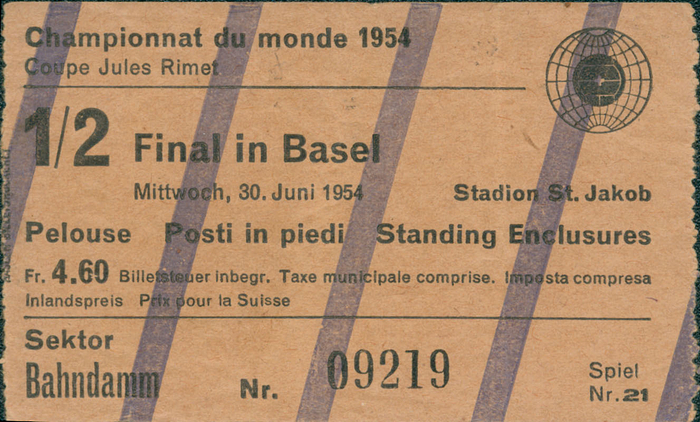 Championnat du monde 1954
Coupe Jules Rimet
1/2 Final in Basel
Mittwoch, 30. Juni 1954 Stadion St. Jakob
Pelouse Posti in piedi Standing Enclusures
Fr. 4.60 Billetsteuer inbegr. Taxe municipale comprise. Imposta compresa
Inlandspreis Prix pour la Suisse
Sektor
Bahndamm Nr. 09219 Spiel
Nr. 21